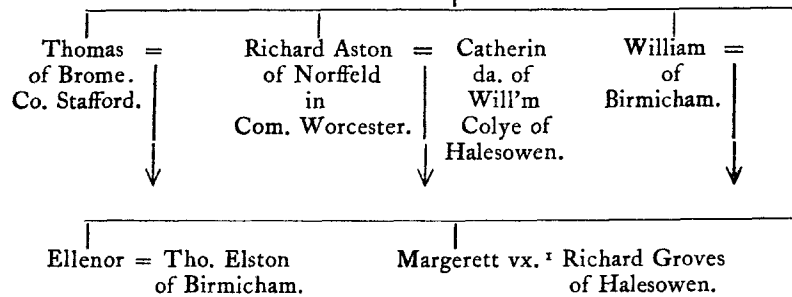 Thomas =
of Brome.
Co. Stafford.
Richard Aston =
of Norffeld
in
Com. Worcester.
Catherin
da. of
Will'm
Colye of
Halesowen.
William =
of
Birmicham.
Ellenor = Tho. Elston
of Birmicham.
Margerett vx. ¹ Richard Groves
of Halesowen.